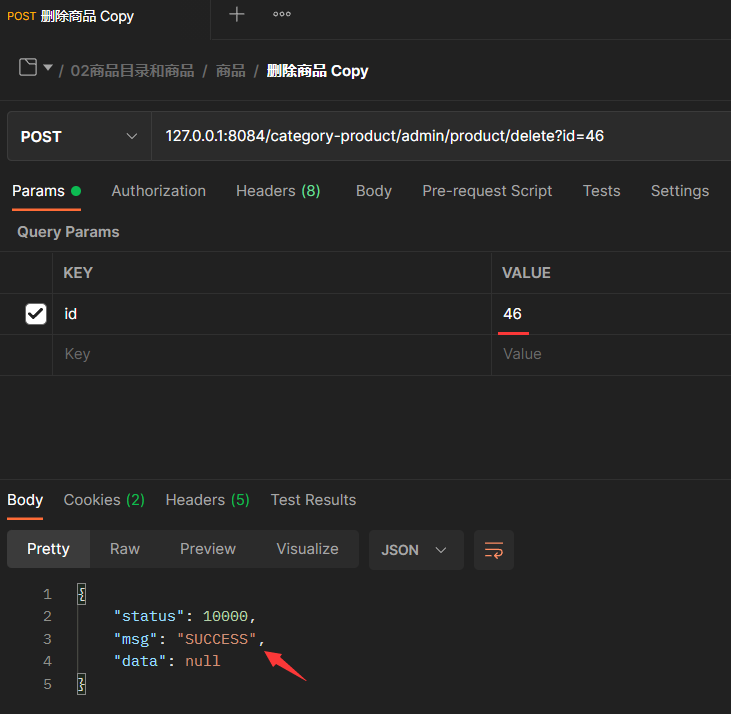 POST 删除商品 Copy
/ 02商品目录和商品 / 商品 / 删除商品 Copy
POST 127.0.0.1:8084/category-product/admin/product/delete?id=46
Params Authorization Headers (8) Body Pre-request Script Tests Settings
Query Params
KEY VALUE
id 46
Key Value
Body Cookies (2) Headers (5) Test Results
Pretty Raw Preview Visualize JSON
1 {
2 "status": 10000,
3 "msg": "SUCCESS",
4 "data": null
5 }